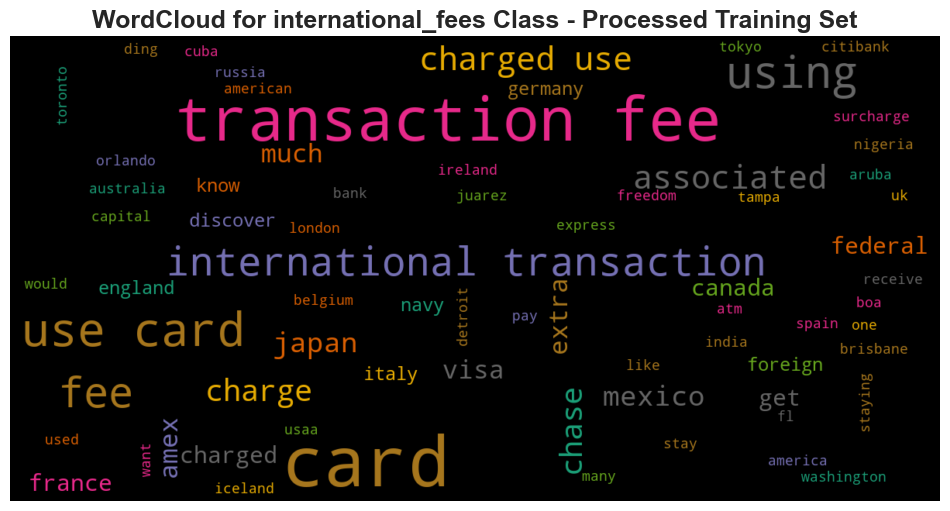 WordCloud for international_fees Class - Processed Training Set
ding
cuba
charged use
tokyo
citibank
russia
american
toronto
germany
using
transaction fee
surcharge
nigeria
orlando
much
ireland
associated
aruba
australia
know
bank
juarez
freedom
tampa
uk
capital
discover
london
express
federal
international transaction
would
england
belgium
navy
detroit
pay
extra
canada
receive
atm
boa
spain
one
use card
japan
india
brisbane
italy
visa
like
foreign
fee
charge
chase
mexico
get
fl
staying
used
usaa
amex
want
charged
card
stay
america
france
iceland
many
washington